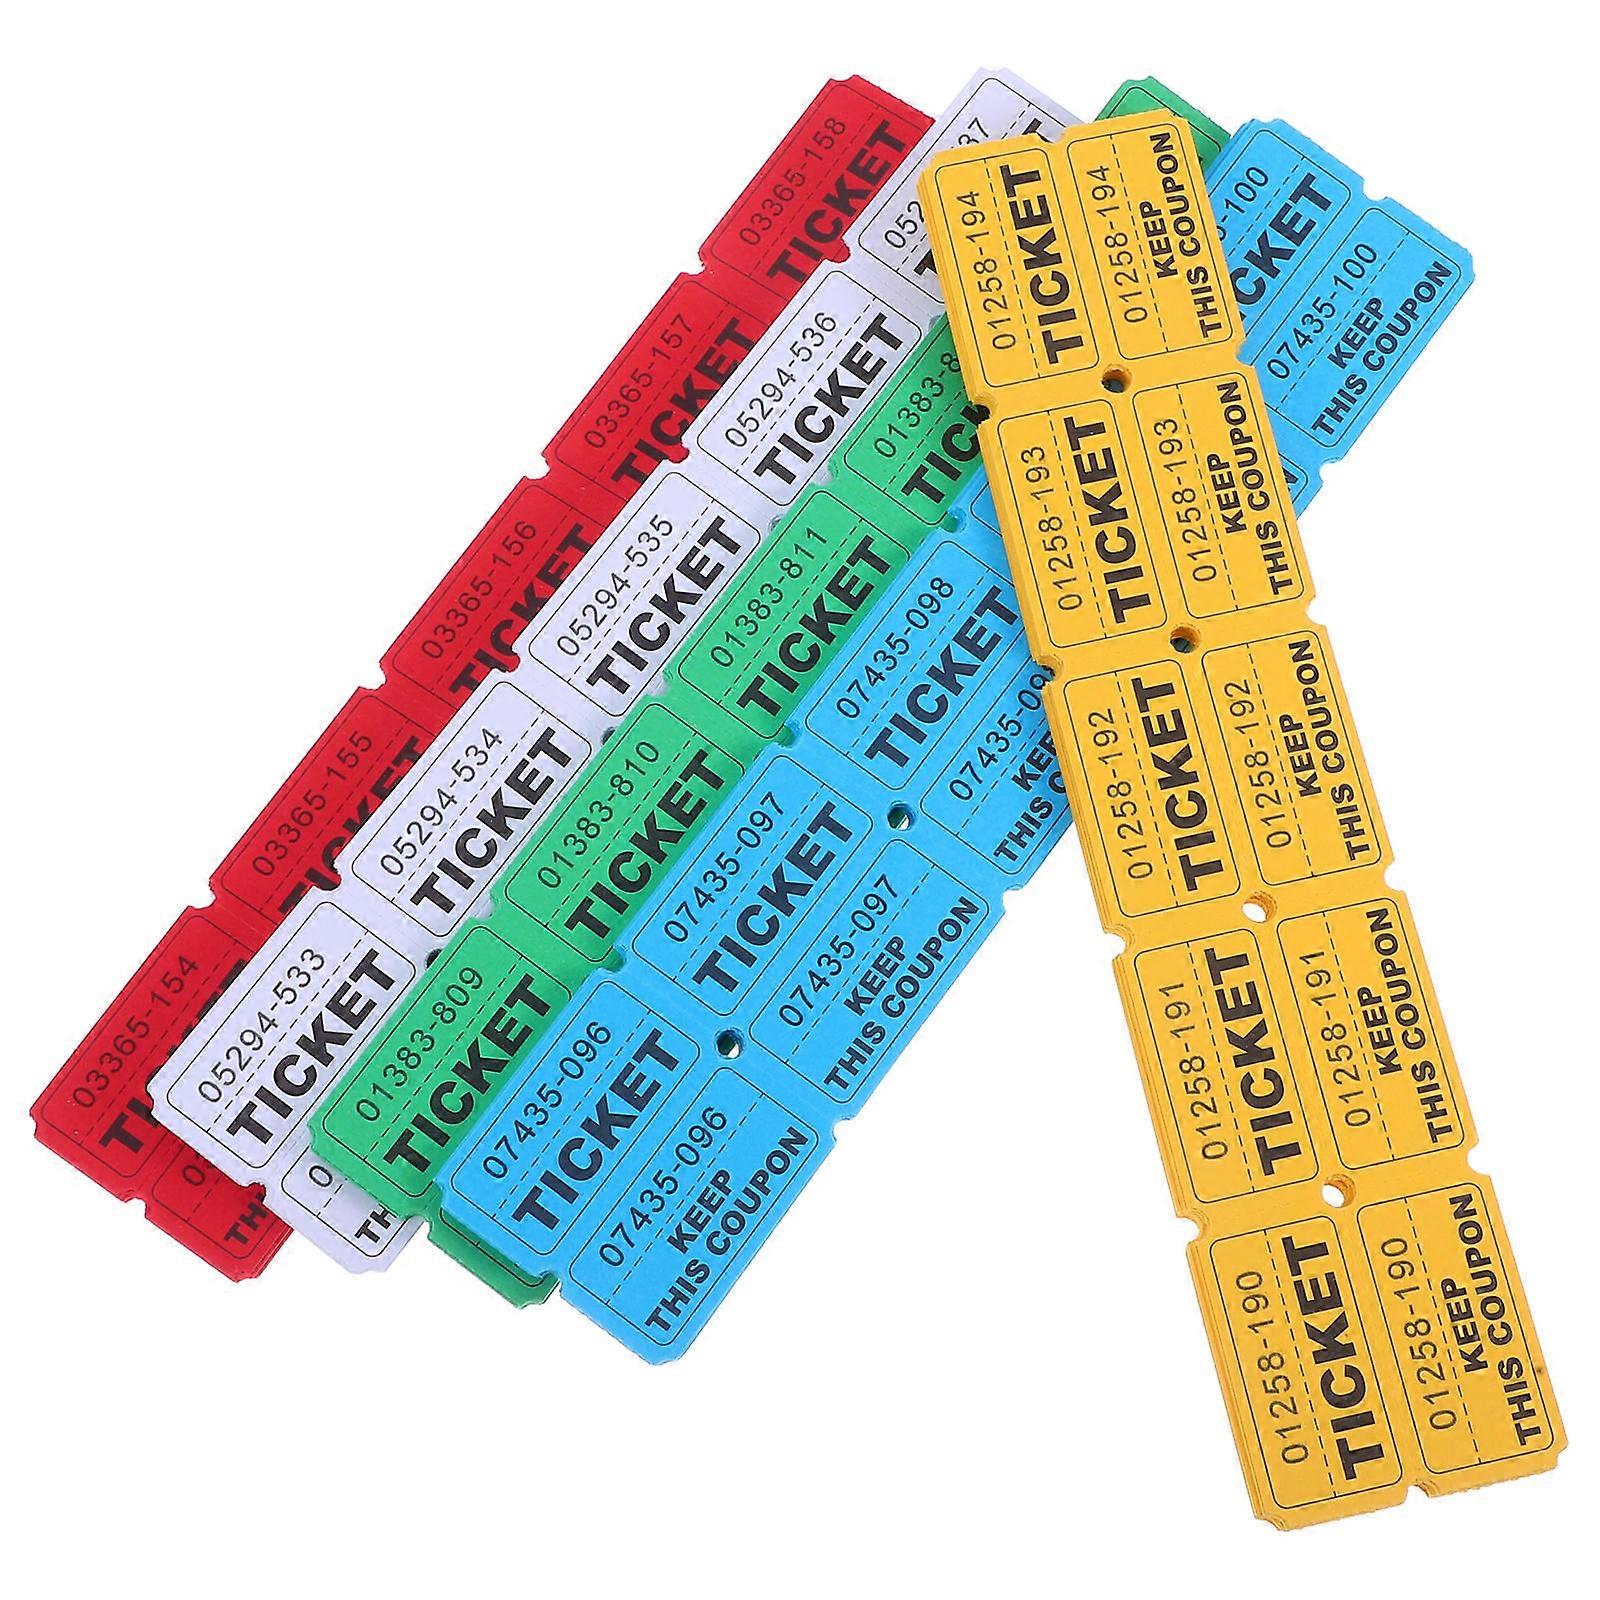 03365-158
TICKET
03365-157
TICKET
03365-156
TICKET
03365-155
TICKET
03365-154
05294-536
TICKET
05294-535
TICKET
05294-534
TICKET
05294-533
TICKET
01383-811
TICKET
01383-810
TICKET
01383-809
TICKET
07435-100
KEEP
THIS COUPON
07435-098
TICKET
07435-097
TICKET
07435-097
KEEP
THIS COUPON
07435-096
TICKET
07435-096
KEEP
THIS COUPON
01258-194
TICKET
01258-194
KEEP
THIS COUPON
01258-193
TICKET
01258-193
KEEP
THIS COUPON
01258-192
TICKET
01258-192
KEEP
THIS COUPON
01258-191
TICKET
01258-191
KEEP
THIS COUPON
01258-190
TICKET
01258-190
KEEP
THIS COUPON